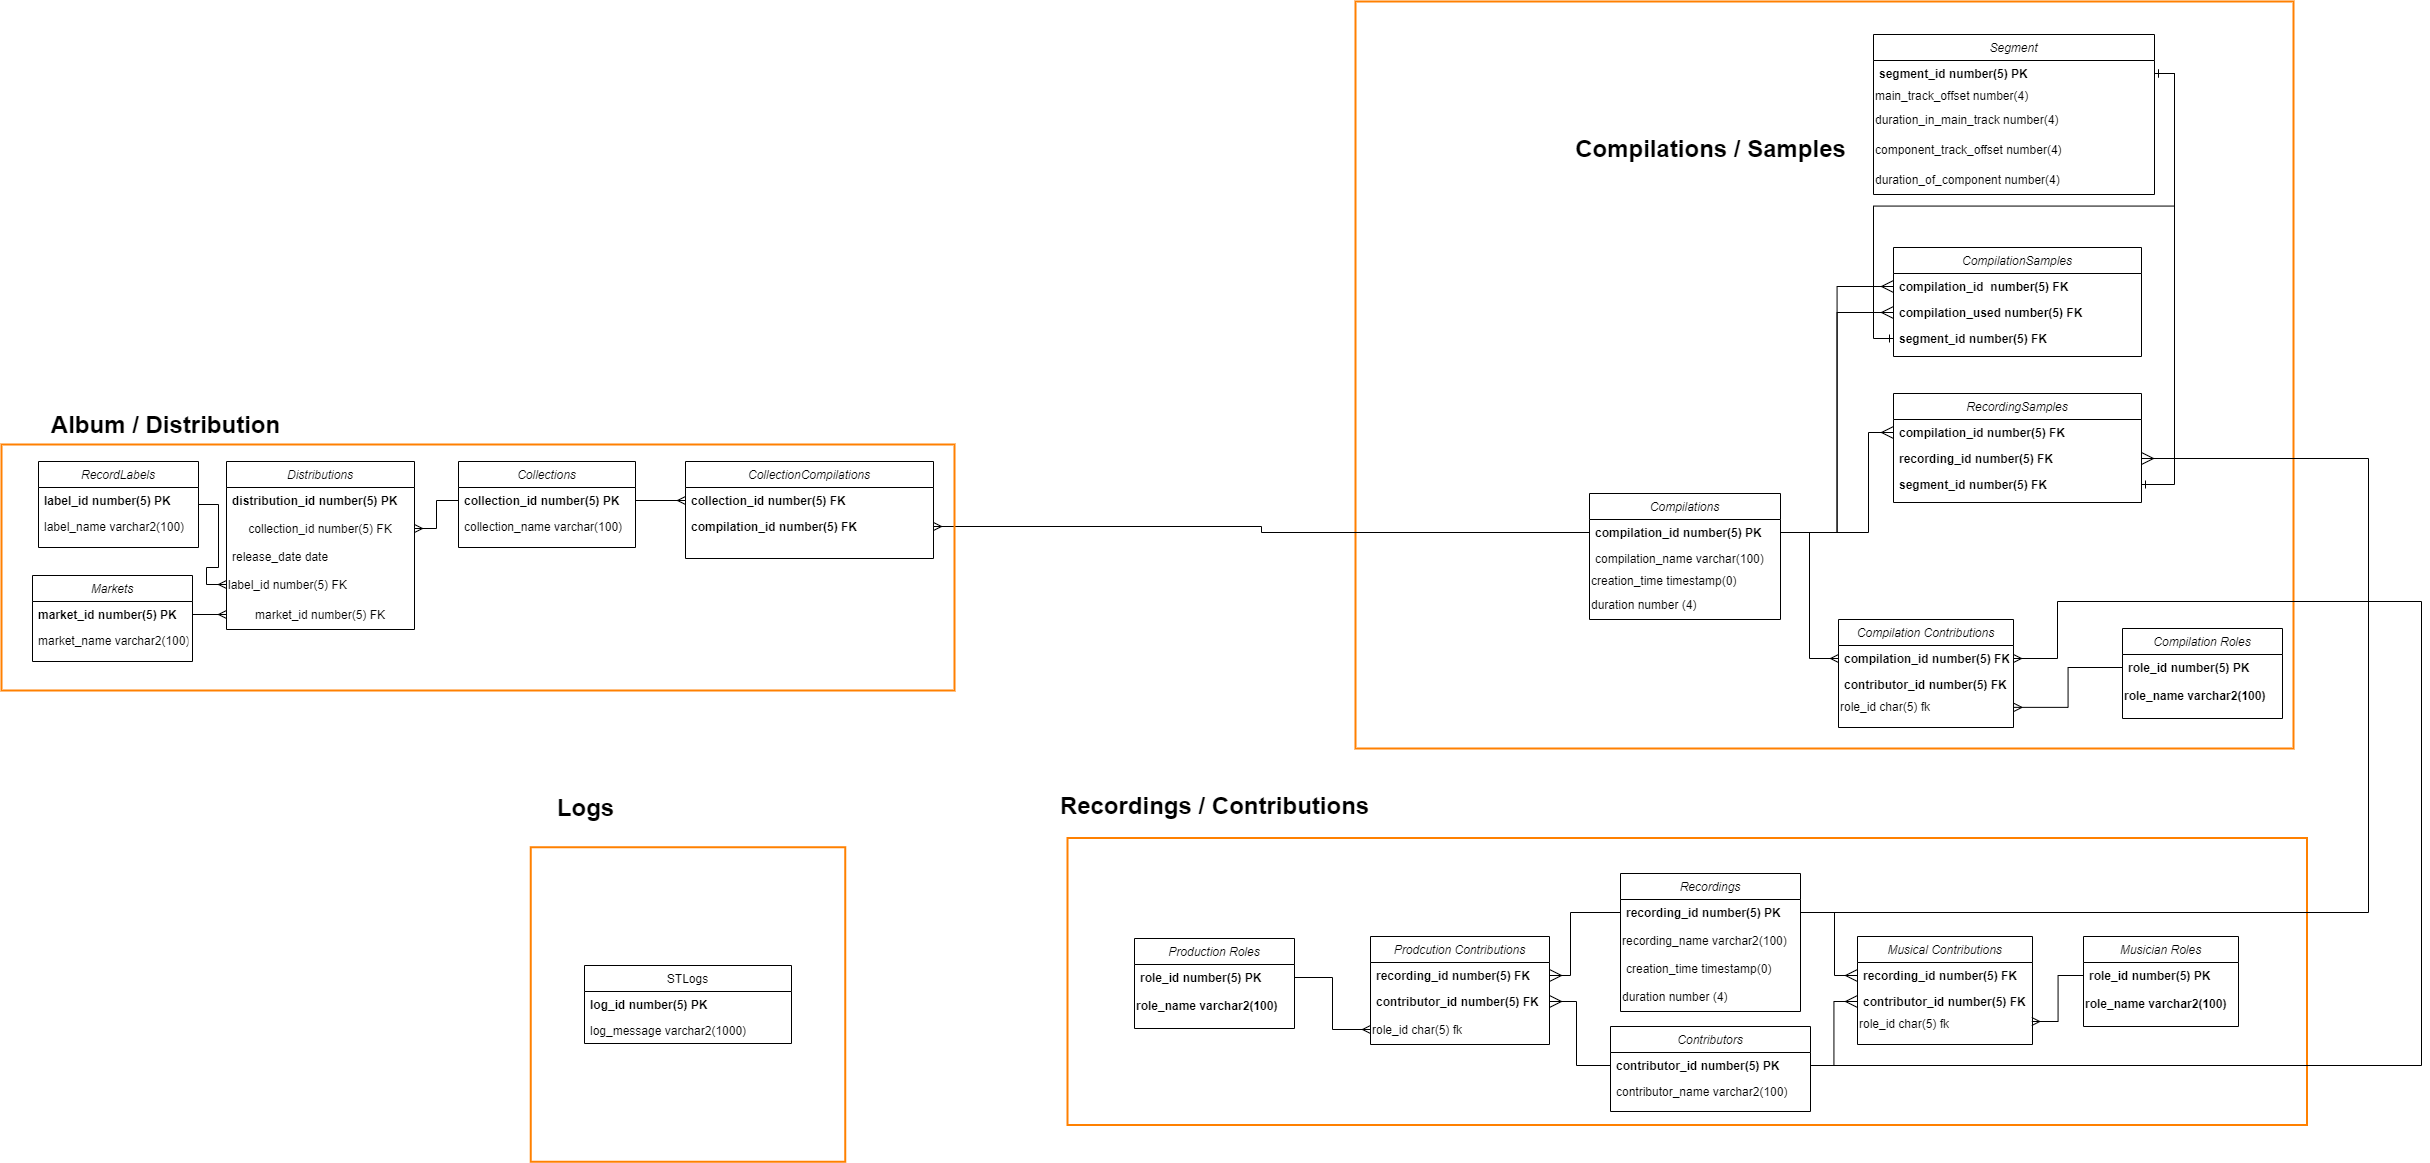 Compilations / Samples
Segment
segment_id number(5) PK
main_track_offset number(4)
duration_in_main_track number(4)
component_track_offset number(4)
duration_of_component number(4)
CompilationSamples
compilation_id  number(5) FK
compilation_used number(5) FK
segment_id number(5) FK
RecordingSamples
compilation_id number(5) FK
recording_id number(5) FK
segment_id number(5) FK
Compilations
compilation_id number(5) PK
compilation_name varchar(100)
creation_time timestamp(0)
duration number (4)
Compilation Contributions
compilation_id number(5) FK
contributor_id number(5) FK
role_id char(5) fk
Compilation Roles
role_id number(5) PK
role_name varchar2(100)
Album / Distribution
RecordLabels
label_id number(5) PK
label_name varchar2(100)
Markets
market_id number(5) PK
market_name varchar2(100)
Distributions
distribution_id number(5) PK
collection_id number(5) FK
release_date date
label_id number(5) FK
market_id number(5) FK
Collections
collection_id number(5) PK
collection_name varchar(100)
CollectionCompilations
collection_id number(5) FK
compilation_id number(5) FK
Logs
STLogs
log_id number(5) PK
log_message varchar2(1000)
Recordings / Contributions
Production Roles
role_id number(5) PK
role_name varchar2(100)
Prodcution Contributions
recording_id number(5) FK
contributor_id number(5) FK
role_id char(5) fk
Recordings
recording_id number(5) PK
recording_name varchar2(100)
creation_time timestamp(0)
duration number (4)
Contributors
contributor_id number(5) PK
contributor_name varchar2(100)
Musical Contributions
recording_id number(5) FK
contributor_id number(5) FK
role_id char(5) fk
Musician Roles
role_id number(5) PK
role_name varchar2(100)